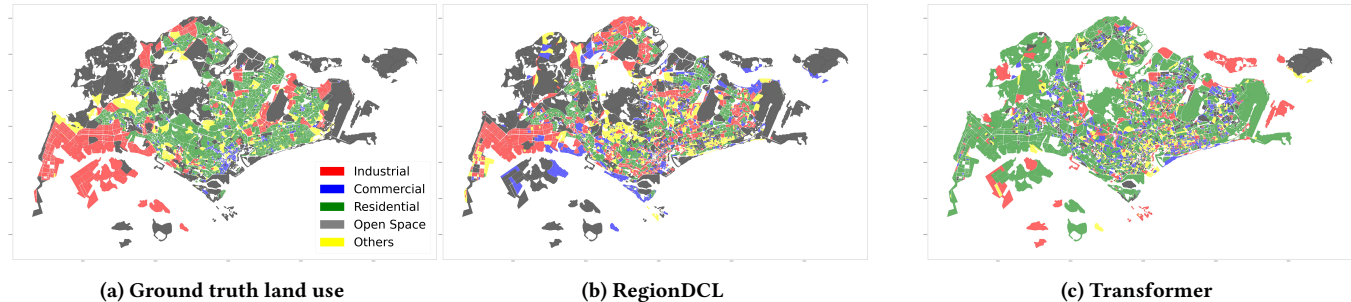 Industrial
Commercial
Residential
Open Space
Others
(a) Ground truth land use
(b) RegionDCL
(c) Transformer